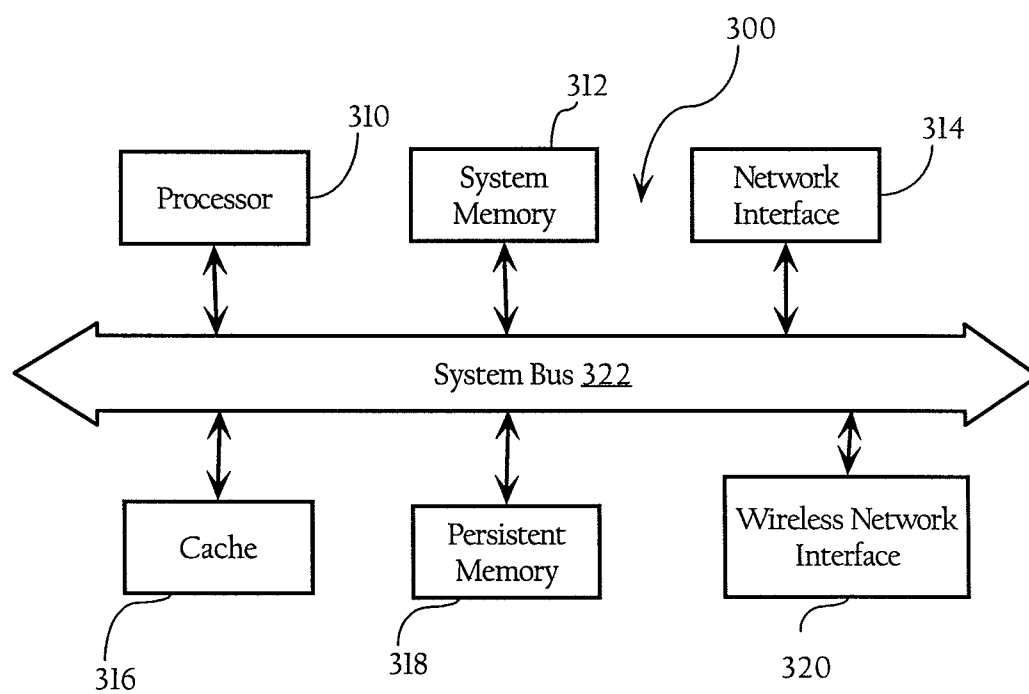 300
312
310
314
Processor
System
Memory
Network
Interface
System Bus 322
Cache
Persistent
Memory
Wireless Network
Interface
316
318
320